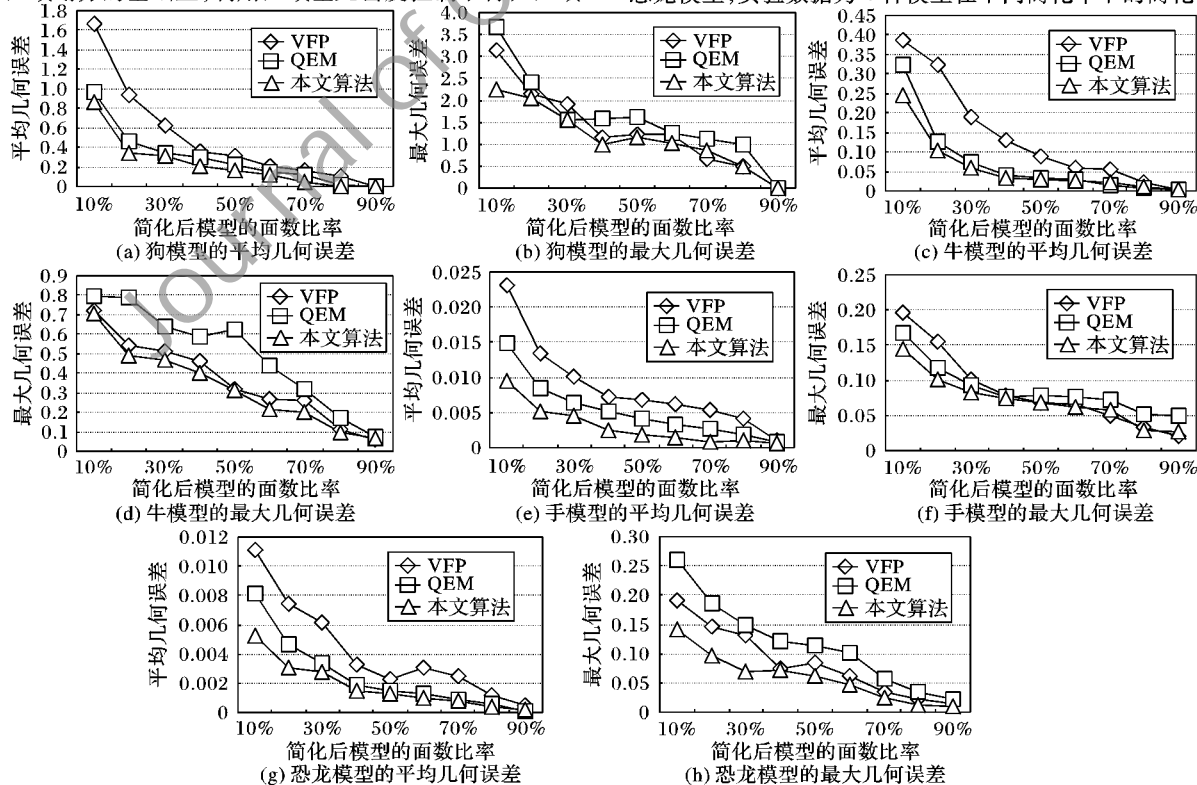 1.8
1.6
1.4
1.2
1.0
0.8
0.6
0.4
0.2
0
平均几何误差
VFP
QEM
本文算法
10% 30% 50% 70% 90%
简化后模型的面数比率
(a) 狗模型的平均几何误差
4.0
3.5
3.0
2.5
2.0
1.5
1.0
0.5
0
最大几何误差
VFP
QEM
本文算法
10% 30% 50% 70% 90%
简化后模型的面数比率
(b) 狗模型的最大几何误差
0.45
0.40
0.35
0.30
0.25
0.20
0.15
0.10
0.05
0
平均几何误差
VFP
QEM
本文算法
10% 30% 50% 70% 90%
简化后模型的面数比率
(c) 牛模型的平均几何误差
0.9
0.8
0.7
0.6
0.5
0.4
0.3
0.2
0.1
0
最大几何误差
VFP
QEM
本文算法
10% 30% 50% 70% 90%
简化后模型的面数比率
(d) 牛模型的最大几何误差
0.025
0.020
0.015
0.010
0.005
0
平均几何误差
VFP
QEM
本文算法
10% 30% 50% 70% 90%
简化后模型的面数比率
(e) 手模型的平均几何误差
0.25
0.20
0.15
0.10
0.05
0
最大几何误差
VFP
QEM
本文算法
10% 30% 50% 70% 90%
简化后模型的面数比率
(f) 手模型的最大几何误差
0.012
0.010
0.008
0.006
0.004
0.002
0
平均几何误差
VFP
QEM
本文算法
10% 30% 50% 70% 90%
简化后模型的面数比率
(g) 恐龙模型的平均几何误差
0.30
0.25
0.20
0.15
0.10
0.05
0
最大几何误差
VFP
QEM
本文算法
10% 30% 50% 70% 90%
简化后模型的面数比率
(h) 恐龙模型的最大几何误差
Journal of